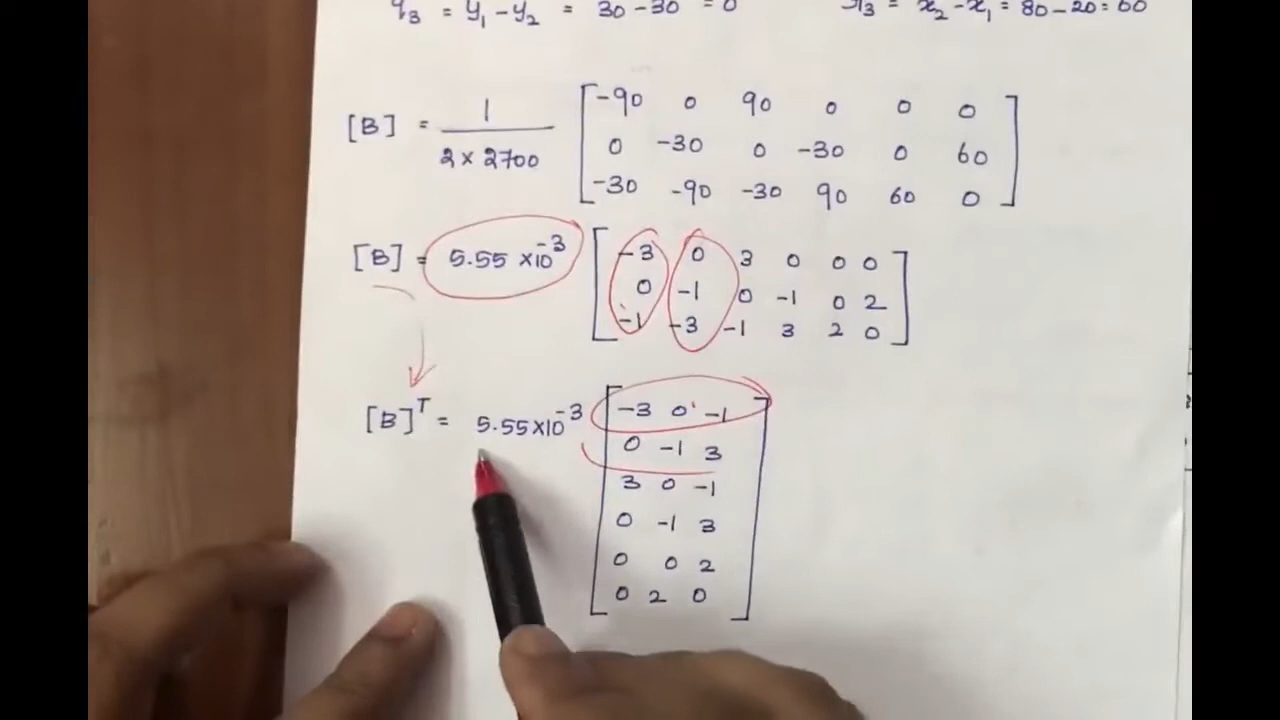 q3 = y1 - y2 = 30 - 30 = 0
r3 = x2 - x1 = 80 - 20 = 60
[B] = 1 / 2 × 2700 [ -90 0 90 0 0 0
0 -30 0 -30 0 60
-30 -90 -30 90 60 0 ]
[B] = 5.55 × 10^-3 [ -3 0 3 0 0 0
0 -1 0 -1 0 2
-1 -3 -1 3 2 0 ]
[B]^T = 5.55 × 10^-3 [ -3 0 -1
0 -1 3
3 0 -1
0 -1 3
0 0 2
0 2 0 ]